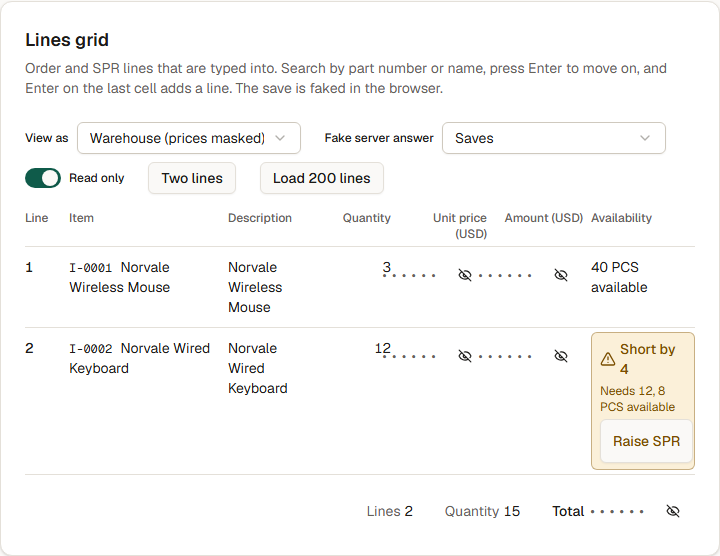 Lines grid
Order and SPR lines that are typed into. Search by part number or name, press Enter to move on, and
Enter on the last cell adds a line. The save is faked in the browser.
View as Warehouse (prices masked) Fake server answer Saves
Read only Two lines Load 200 lines
Line Item Description Quantity Unit price (USD) Amount (USD) Availability
1 I-0001 Norvale Wireless Mouse Norvale Wireless Mouse 3 •••••• •••••• 40 PCS available
2 I-0002 Norvale Wired Keyboard Norvale Wired Keyboard 12 •••••• •••••• Short by 4
Needs 12, 8
PCS available
Raise SPR
Lines 2 Quantity 15 Total ••••••